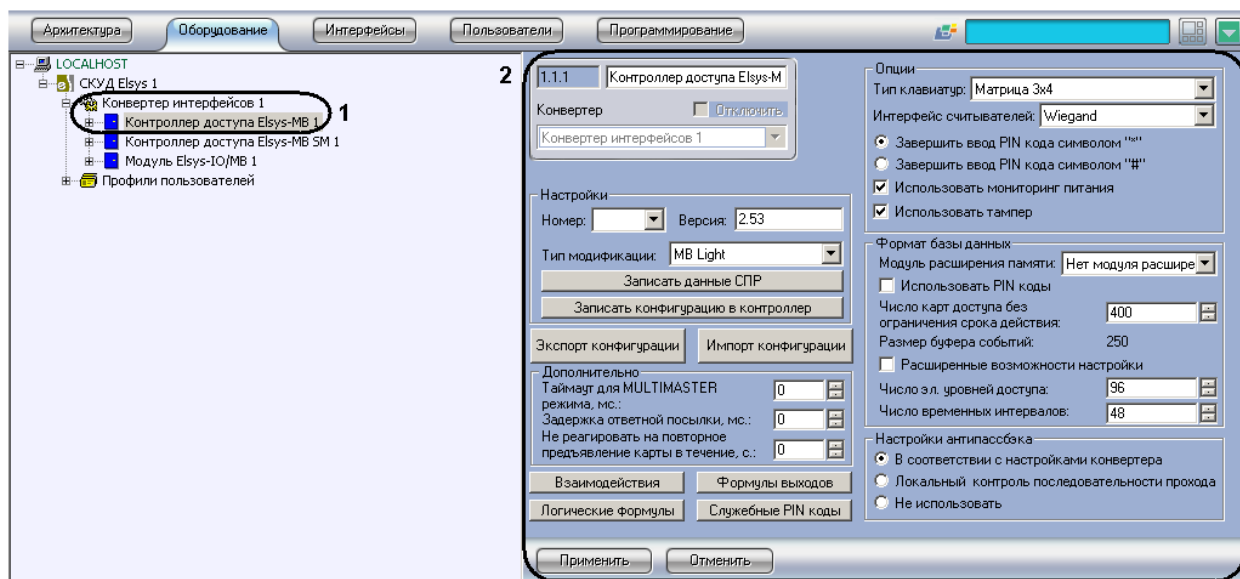 Архитектура Оборудование Интерфейсы Пользователи Программирование
LOCALHOST
СКУД Elsys 1
Конвертер интерфейсов 1
Контроллер доступа Elsys-MB 1
Контроллер доступа Elsys-MB SM 1
Модуль Elsys-IO/MB 1
Профили пользователей
1
2
1.1.1 Контроллер доступа Elsys-M
Конвертер Отключить
Конвертер интерфейсов 1
Настройки
Номер: Версия: 2.53
Тип модификации: MB Light
Записать данные СПР
Записать конфигурацию в контроллер
Экспорт конфигурации Импорт конфигурации
Дополнительно
Таймаут для MULTIMASTER
режима, мс.: 0
Задержка ответной посылки, мс.: 0
Не реагировать на повторное
предъявление карты в течение, с.: 0
Взаимодействия Формулы выходов
Логические формулы Служебные PIN коды
Опции
Тип клавиатур: Матрица 3x4
Интерфейс считывателей: Wiegand
Завершить ввод PIN кода символом "*"
Завершить ввод PIN кода символом "#"
Использовать мониторинг питания
Использовать тампер
Формат базы данных
Модуль расширения памяти: Нет модуля расшире
Использовать PIN коды
Число карт доступа без
ограничения срока действия: 400
Размер буфера событий: 250
Расширенные возможности настройки
Число эл. уровней доступа: 96
Число временных интервалов: 48
Настройки антипассбэка
В соответствии с настройками конвертера
Локальный контроль последовательности прохода
Не использовать
Применить Отменить